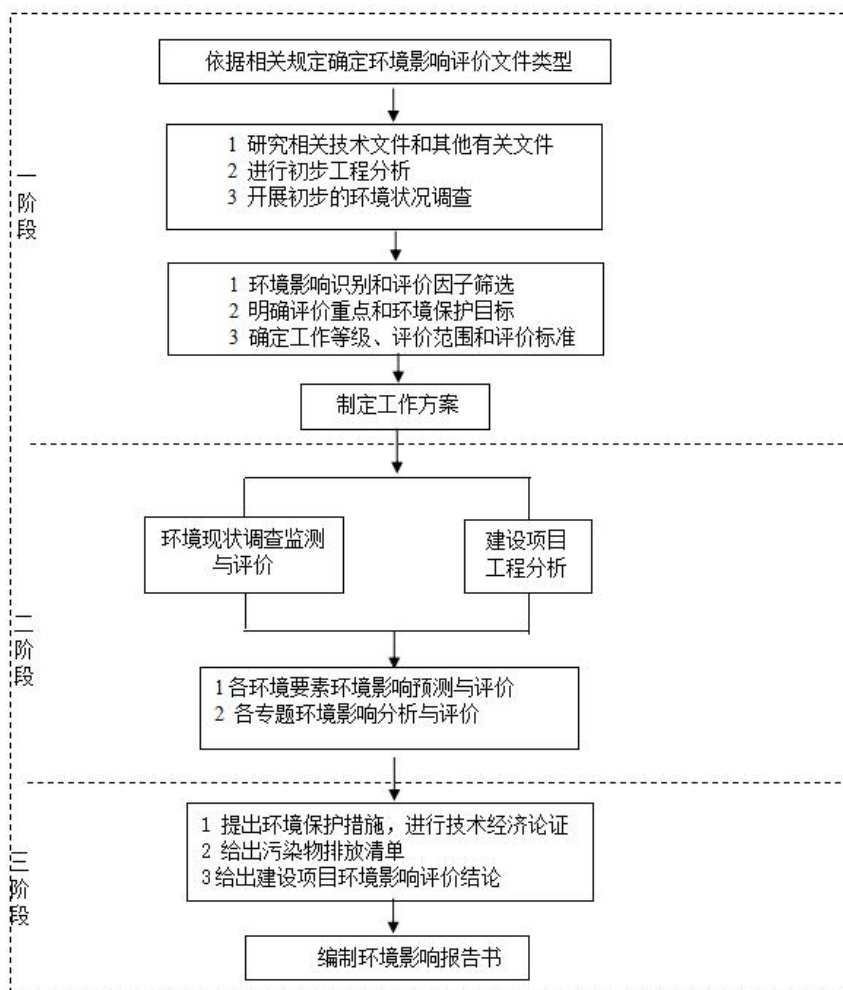 依据相关规定确定环境影响评价文件类型
1 研究相关技术文件和其他有关文件
2 进行初步工程分析
3 开展初步的环境状况调查
一
阶
段
1 环境影响识别和评价因子筛选
2 明确评价重点和环境保护目标
3 确定工作等级、评价范围和评价标准
制定工作方案
环境现状调查监测
与评价
建设项目
工程分析
二
阶
段
1各环境要素环境影响预测与评价
2 各专题环境影响分析与评价
1 提出环境保护措施，进行技术经济论证
2 给出污染物排放清单
3给出建设项目环境影响评价结论
三
阶
段
编制环境影响报告书